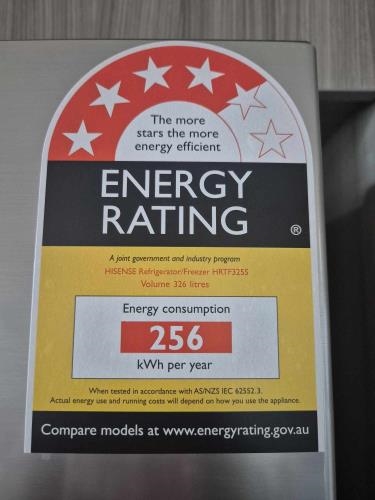 The more
stars the more
energy efficient
ENERGY
RATING ®
A joint government and industry program
HISENSE Refrigerator/Freezer HRTF325S
Volume 326 litres
Energy consumption
256
kWh per year
When tested in accordance with AS/NZS IEC 62552.3.
Actual energy use and running costs will depend on how you use the appliance.
Compare models at www.energyrating.gov.au